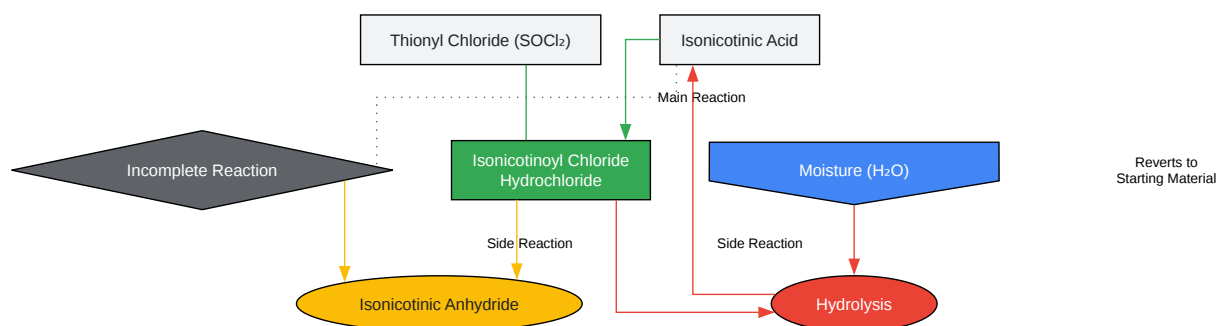 Thionyl Chloride (SOCl₂)
Isonicotinic Acid
Main Reaction
Incomplete Reaction
Isonicotinoyl Chloride
Hydrochloride
Moisture (H₂O)
Reverts to
Starting Material
Side Reaction
Side Reaction
Isonicotinic Anhydride
Hydrolysis